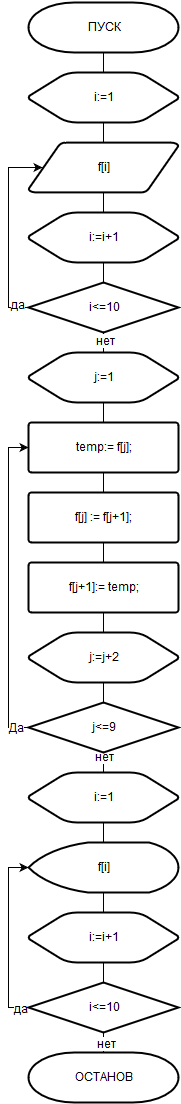 ПУСК
i:=1
f[i]
i:=i+1
i<=10
да
нет
j:=1
temp:= f[j];
f[j] := f[j+1];
f[j+1]:= temp;
j:=j+2
j<=9
Да
нет
i:=1
f[i]
i:=i+1
i<=10
да
нет
ОСТАНОВ